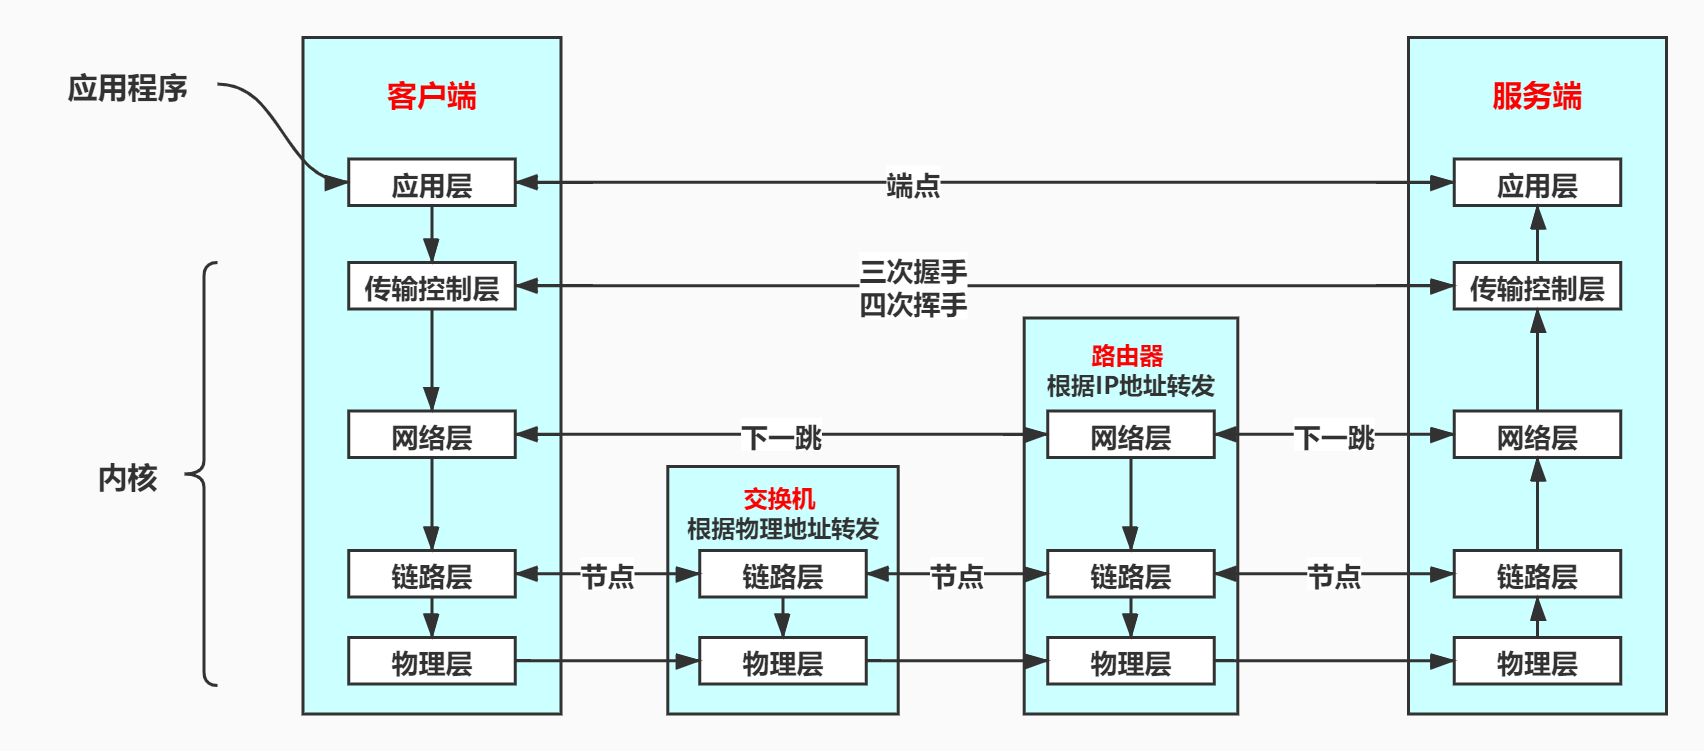 应用程序
客户端
服务端
应用层
端点
应用层
传输控制层
三次握手
四次挥手
传输控制层
路由器
根据IP地址转发
网络层
下一跳
网络层
下一跳
网络层
内核
交换机
根据物理地址转发
链路层
节点
链路层
节点
链路层
节点
链路层
物理层
物理层
物理层
物理层